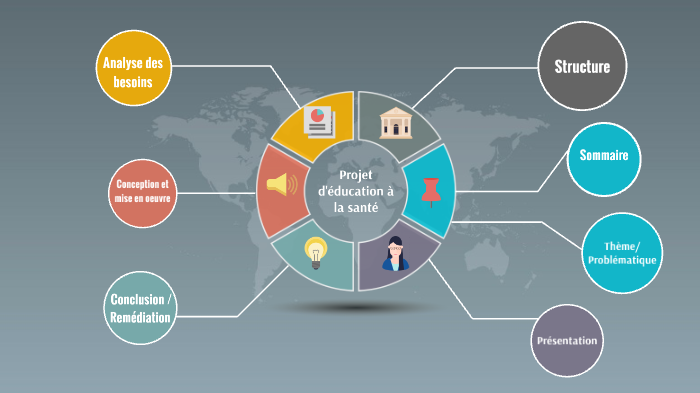 Analyse des
besoins
Structure
Sommaire
Conception et
mise en oeuvre
Projet
d'éducation à
la santé
Thème/
Problématique
Conclusion /
Remédiation
Présentation